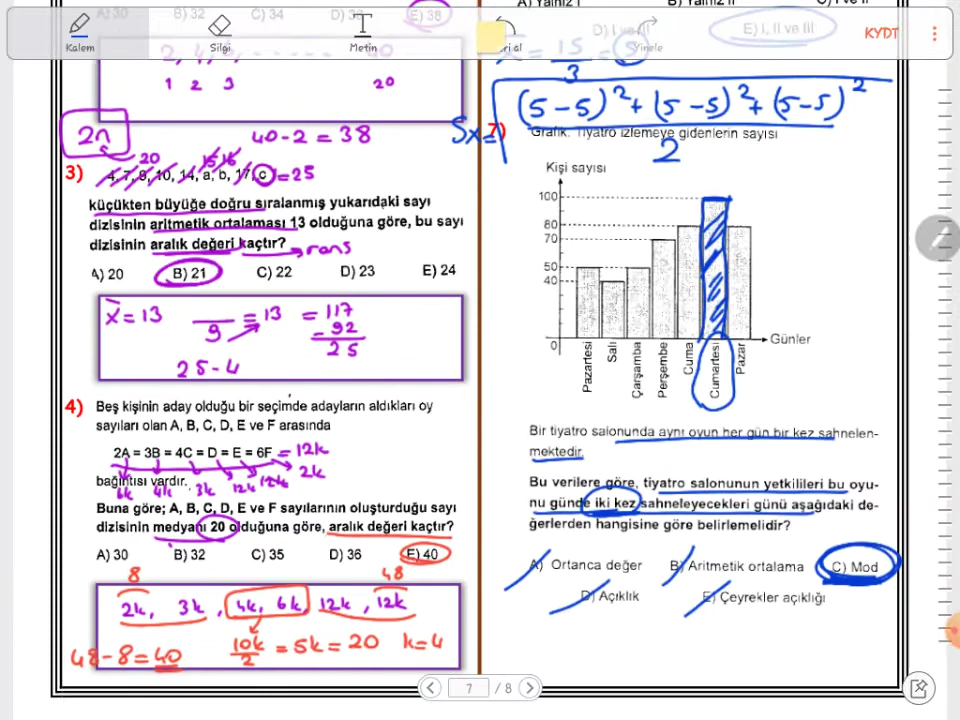 A) 30 B) 32 C) 34 E) 38
Kalem
Silgi
Metin
Yinele
KYDT
1 2 3 20
2n
40-2 = 38
20
15 16
3) 4, 7, 9, 10, 14, a, b, 17, c = 25
küçükten büyüğe doğru sıralanmış yukarıdaki sayı
dizisinin aritmetik ortalaması 13 olduğuna göre, bu sayı
dizisinin aralık değeri kaçtır? → rans
A) 20 B) 21 C) 22 D) 23 E) 24
x̄ = 13 __/9 = 13 = 117
- 92
25
25-4
4) Beş kişinin aday olduğu bir seçimde adayların aldıkları oy
sayıları olan A, B, C, D, E ve F arasında
2A = 3B = 4C = D = E = 6F = 12k
bağıntısı vardır.
6k 4k 3k 12k 12k 2k
Buna göre; A, B, C, D, E ve F sayılarının oluşturduğu sayı
dizisinin medyanı 20 olduğuna göre, aralık değeri kaçtır?
A) 30 B) 32 C) 35 D) 36 E) 40
8 48
2k, 3k, 4k, 6k, 12k, 12k
48-8=40 10k/2 = 5k = 20 k=4
E) I, II ve III
15/3 = 5
Sx = √((5-5)² + (5-5)² + (5-5)²)/2
7) Grafik: Tiyatro izlemeye gidenlerin sayısı
Kişi sayısı
100
80
70
50
40
0
Günler
Pazartesi
Salı
Çarşamba
Perşembe
Cuma
Cumartesi
Pazar
Bir tiyatro salonunda aynı oyun her gün bir kez sahnelen-
mektedir.
Bu verilere göre, tiyatro salonunun yetkilileri bu oyu-
nu günde iki kez sahneleyecekleri günü aşağıdaki de-
ğerlerden hangisine göre belirlemelidir?
A) Ortanca değer B) Aritmetik ortalama C) Mod
D) Açıklık E) Çeyrekler açıklığı
7 / 8